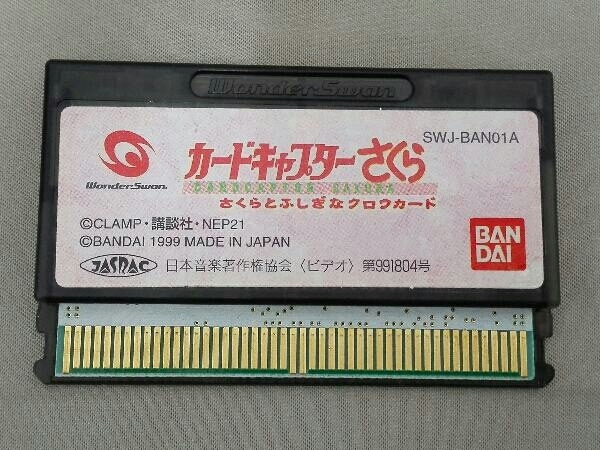 WonderSwan
SWJ-BAN01A
WonderSwan
カードキャプターさくら
CARDCAPTOR SAKURA
さくらとふしぎなクロウカード
©CLAMP・講談社・NEP21
©BANDAI 1999 MADE IN JAPAN
BAN
DAI
JASRAC
日本音楽著作権協会〈ビデオ〉第991804号